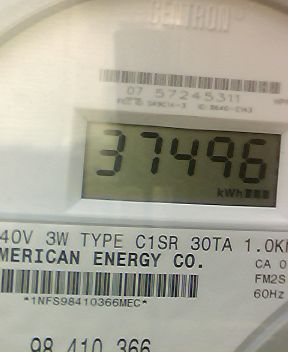 CENTRON®
07 57245311
37496
kWh
40V 3W TYPE C1SR 30TA 1.0K
MERICAN ENERGY CO.
CA 0
FM2S
60Hz
*1NFS98410366MEC*
98 410 366